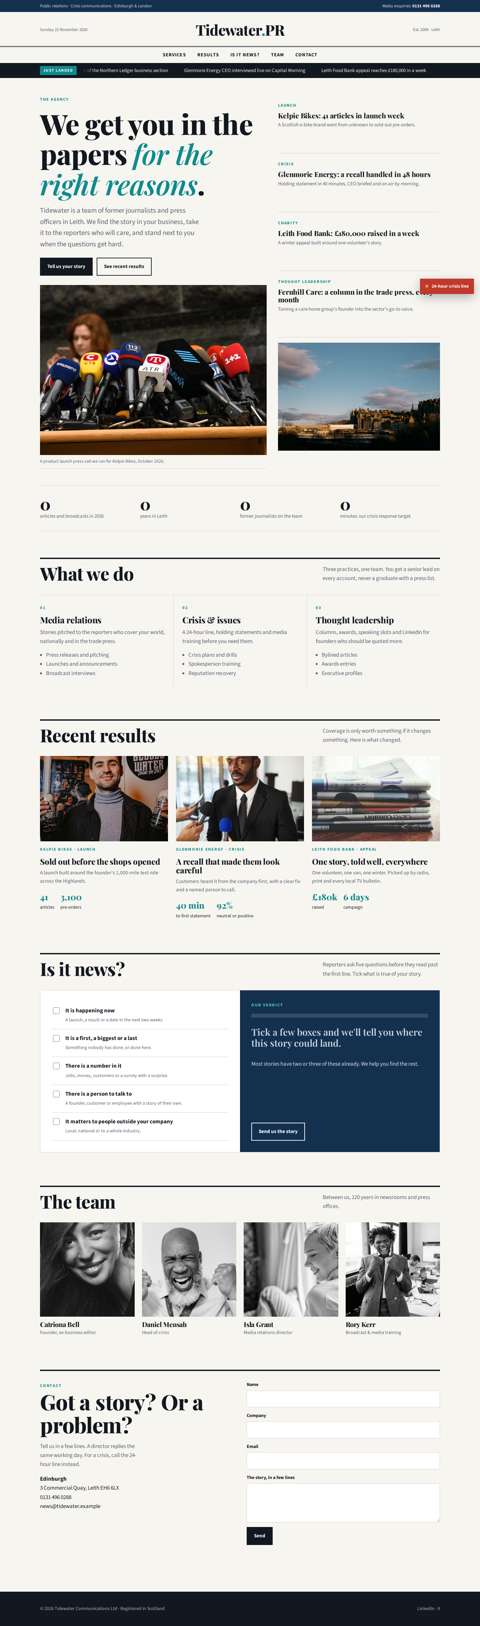 Public relations · Crisis communications · Edinburgh & London
Media enquiries 0131 496 0288
Sunday 15 November 2026
Tidewater.PR
Est. 2009 · Leith
SERVICES RESULTS IS IT NEWS? TEAM CONTACT
JUST LANDED
of the Northern Ledger business section
Glenmorie Energy CEO interviewed live on Capital Morning
Leith Food Bank appeal reaches £180,000 in a week
THE AGENCY
We get you in the
papers for the
right reasons.
Tidewater is a team of former journalists and press
officers in Leith. We find the story in your business, take
it to the reporters who will care, and stand next to you
when the questions get hard.
Tell us your story
See recent results
A product launch press call we ran for Kelpie Bikes, October 2026.
LAUNCH
Kelpie Bikes: 41 articles in launch week
A Scottish e-bike brand went from unknown to sold-out pre-orders.
CRISIS
Glenmorie Energy: a recall handled in 48 hours
Holding statement in 40 minutes, CEO briefed and on air by morning.
CHARITY
Leith Food Bank: £180,000 raised in a week
A winter appeal built around one volunteer's story.
THOUGHT LEADERSHIP
Fernhill Care: a column in the trade press, every
month
Turning a care-home group's founder into the sector's go-to voice.
24-hour crisis line
0
articles and broadcasts in 2026
0
years in Leith
0
former journalists on the team
0
minutes: our crisis response target
What we do
Three practices, one team. You get a senior lead on
every account, never a graduate with a press list.
01
Media relations
Stories pitched to the reporters who cover your world,
nationally and in the trade press.
Press releases and pitching
Launches and announcements
Broadcast interviews
02
Crisis & issues
A 24-hour line, holding statements and media
training before you need them.
Crisis plans and drills
Spokesperson training
Reputation recovery
03
Thought leadership
Columns, awards, speaking slots and LinkedIn for
founders who should be quoted more.
Bylined articles
Awards entries
Executive profiles
Recent results
Coverage is only worth something if it changes
something. Here is what changed.
KELPIE BIKES · LAUNCH
Sold out before the shops opened
A launch built around the founder's 1,000-mile test ride
across the Highlands.
41
articles
3,100
pre-orders
GLENMORIE ENERGY · CRISIS
A recall that made them look
careful
Customers heard it from the company first, with a clear fix
and a named person to call.
40 min
to first statement
92%
neutral or positive
LEITH FOOD BANK · APPEAL
One story, told well, everywhere
One volunteer, one van, one winter. Picked up by radio,
print and every local TV bulletin.
£180k
raised
6 days
campaign
Is it news?
Reporters ask five questions before they read past
the first line. Tick what is true of your story.
It is happening now
A launch, a result or a date in the next two weeks.
It is a first, a biggest or a last
Something nobody has done, or done here.
There is a number in it
Jobs, money, customers or a survey with a surprise.
There is a person to talk to
A founder, customer or employee with a story of their own.
It matters to people outside your company
Local, national or to a whole industry.
OUR VERDICT
Tick a few boxes and we'll tell you where
this story could land.
Most stories have two or three of these already. We help you find the rest.
Send us the story
The team
Between us, 120 years in newsrooms and press
offices.
Catriona Bell
Founder, ex-business editor
Daniel Mensah
Head of crisis
Isla Grant
Media relations director
Rory Kerr
Broadcast & media training
CONTACT
Got a story? Or a
problem?
Tell us in a few lines. A director replies the
same working day. For a crisis, call the 24-
hour line instead.
Edinburgh
3 Commercial Quay, Leith EH6 6LX
0131 496 0288
news@tidewater.example
Name
Company
Email
The story, in a few lines
Send
© 2026 Tidewater Communications Ltd · Registered in Scotland
LinkedIn · X